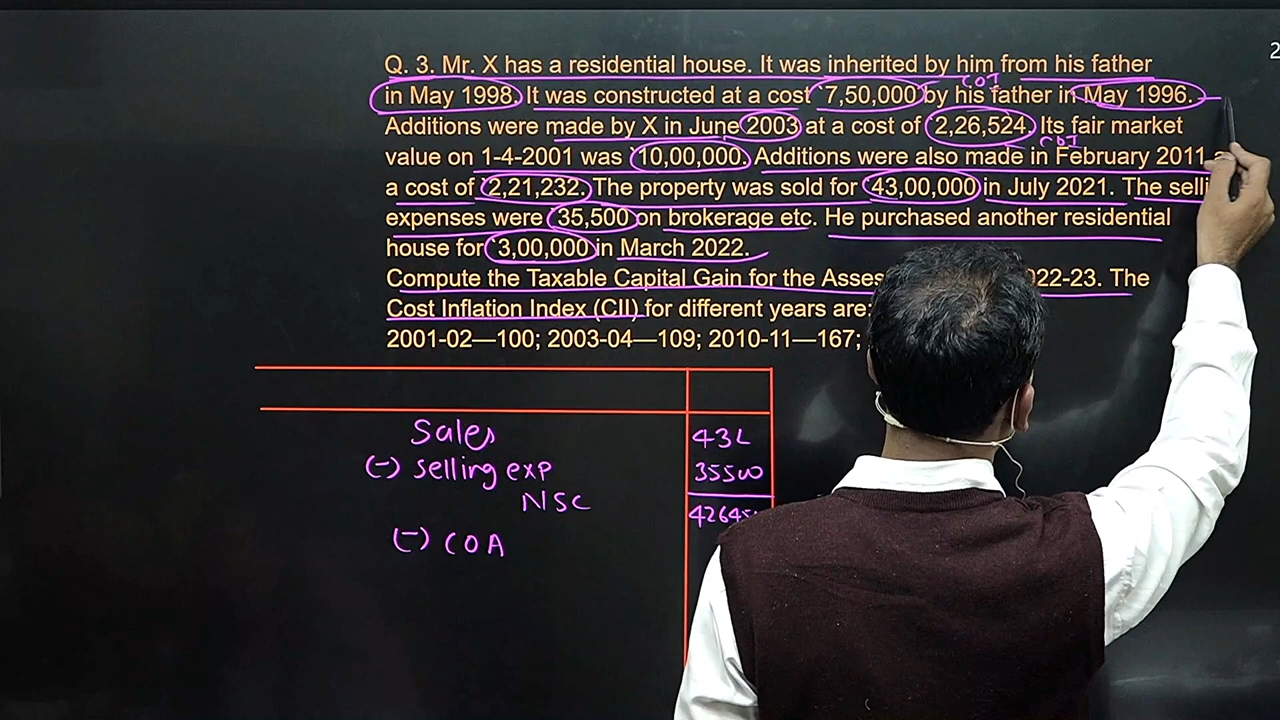 2
Q. 3. Mr. X has a residential house. It was inherited by him from his father
in May 1998. It was constructed at a cost `7,50,000 by his father in May 1996.
COI
Additions were made by X in June 2003 at a cost of `2,26,524. Its fair market
COI
value on 1-4-2001 was `10,00,000. Additions were also made in February 2011
a cost of `2,21,232. The property was sold for `43,00,000 in July 2021. The selli
expenses were `35,500 on brokerage etc. He purchased another residential
house for `3,00,000 in March 2022.
Compute the Taxable Capital Gain for the Asses 022-23. The
Cost Inflation Index (CII) for different years are:
2001-02—100; 2003-04—109; 2010-11—167;
Sales 43L
(-) Selling exp 35500
NSC
(-) COA